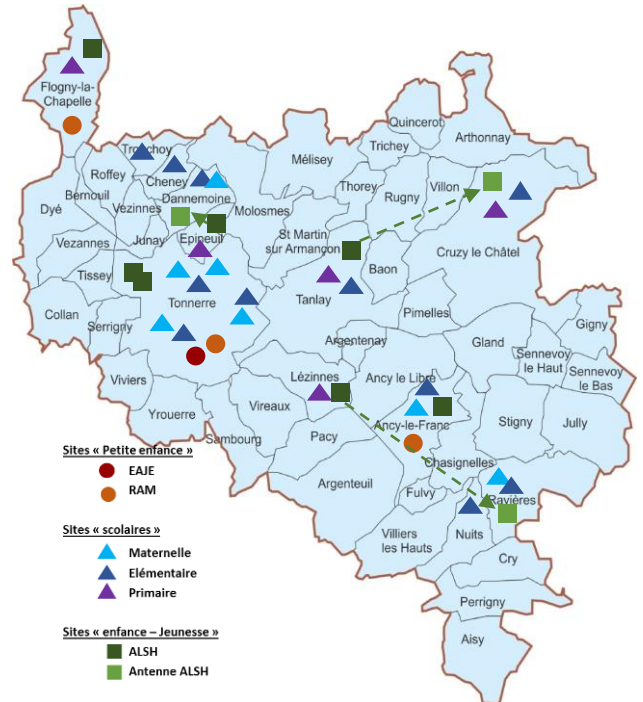 Flogny-la-
Chapelle
Tronchoy
Cheney
Roffey
Dannemoine
Bernouil
Vezinnes
Dyé
Junay
Epineuil
Molosmes
Vezannes
Tissey
Collan
Serrigny
Tonnerre
Viviers
Yrouerre
Mélisey
Quincerot
Trichey
Arthonnay
Thorey
Rugny
Villon
St Martin
sur Armançon
Baon
Cruzy le Châtel
Tanlay
Pimelles
Argentenay
Gland
Gigny
Sennevoy
le Haut
Sennevoy
le Bas
Lézinnes
Ancy le Libre
Vireaux
Stigny
Jully
Sambourg
Pacy
Ancy-le-Franc
Chasignelles
Argenteuil
Fulvy
Ravières
Villiers
les Hauts
Nuits
Cry
Perrigny
Aisy
Sites « Petite enfance »
EAJE
RAM
Sites « scolaires »
Maternelle
Elémentaire
Primaire
Sites « enfance – Jeunesse »
ALSH
Antenne ALSH